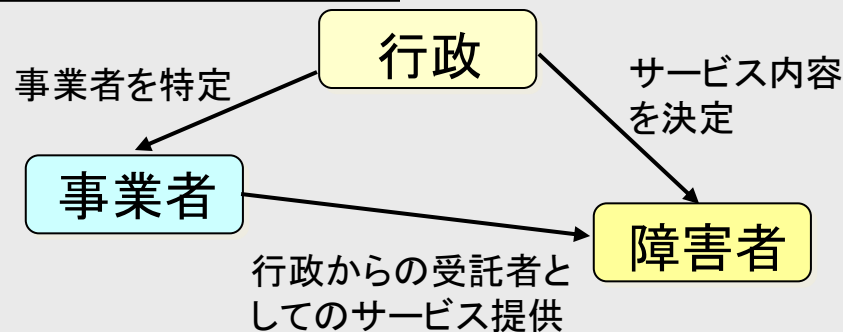 行政
事業者を特定
サービス内容
を決定
事業者
障害者
行政からの受託者と
してのサービス提供